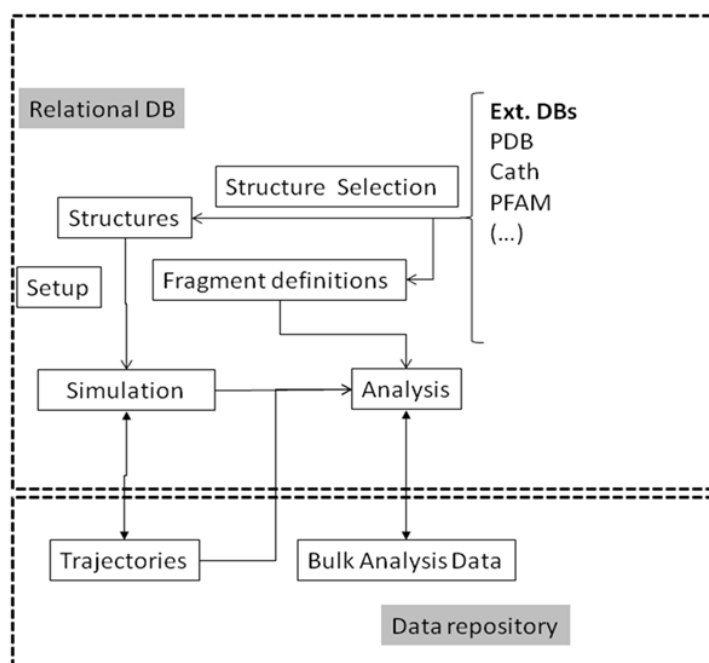 Relational DB
Ext. DBs
PDB
Cath
PFAM
(...)
Structure Selection
Structures
Fragment definitions
Setup
Simulation
Analysis
Trajectories
Bulk Analysis Data
Data repository